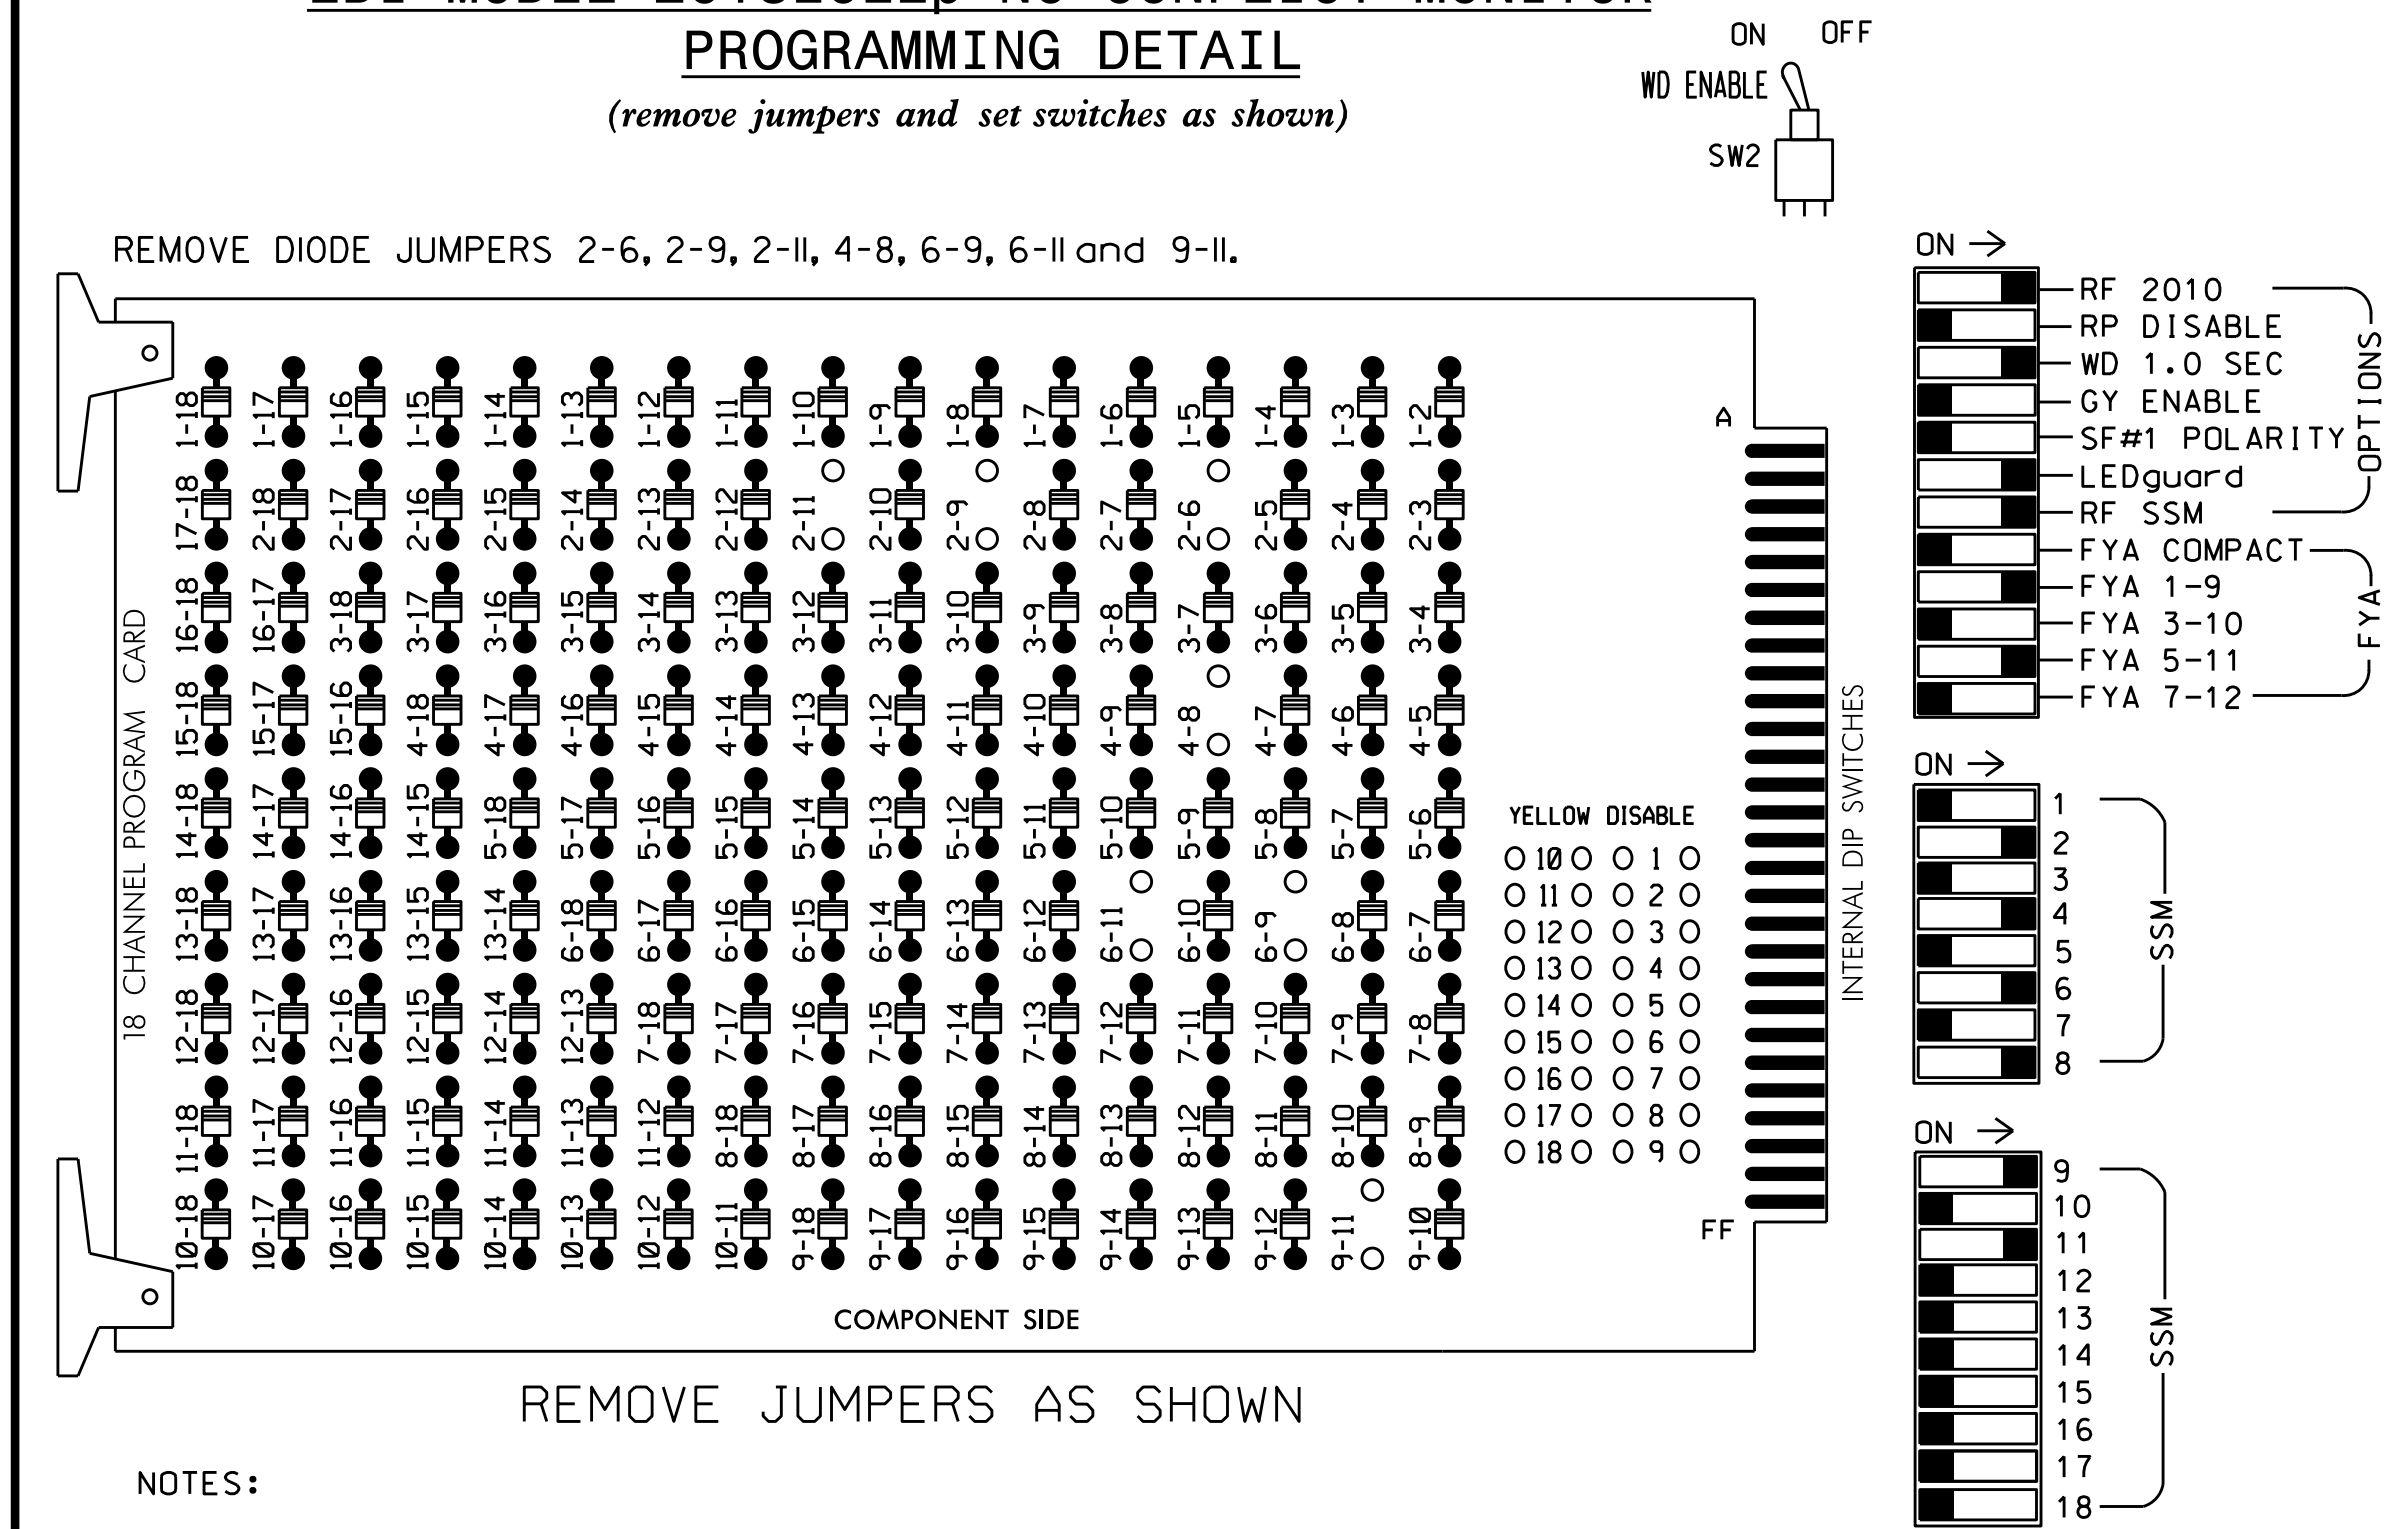 PROGRAMMING DETAIL
(remove jumpers and set switches as shown)
ON OFF
WD ENABLE
SW2
REMOVE DIODE JUMPERS 2-6, 2-9, 2-11, 4-8, 6-9, 6-11 and 9-11.
18 CHANNEL PROGRAM CARD
1-18 1-17 1-16 1-15 1-14 1-13 1-12 1-11 1-10 1-9 1-8 1-7 1-6 1-5 1-4 1-3 1-2
17-18 2-18 2-17 2-16 2-15 2-14 2-13 2-12 2-11 2-10 2-9 2-8 2-7 2-6 2-5 2-4 2-3
16-18 16-17 3-18 3-17 3-16 3-15 3-14 3-13 3-12 3-11 3-10 3-9 3-8 3-7 3-6 3-5 3-4
15-18 15-17 15-16 4-18 4-17 4-16 4-15 4-14 4-13 4-12 4-11 4-10 4-9 4-8 4-7 4-6 4-5
14-18 14-17 14-16 14-15 5-18 5-17 5-16 5-15 5-14 5-13 5-12 5-11 5-10 5-9 5-8 5-7 5-6
13-18 13-17 13-16 13-15 13-14 6-18 6-17 6-16 6-15 6-14 6-13 6-12 6-11 6-10 6-9 6-8 6-7
12-18 12-17 12-16 12-15 12-14 12-13 7-18 7-17 7-16 7-15 7-14 7-13 7-12 7-11 7-10 7-9 7-8
11-18 11-17 11-16 11-15 11-14 11-13 11-12 8-18 8-17 8-16 8-15 8-14 8-13 8-12 8-11 8-10 8-9
10-18 10-17 10-16 10-15 10-14 10-13 10-12 10-11 9-18 9-17 9-16 9-15 9-14 9-13 9-12 9-11 9-10
A
YELLOW DISABLE
10 1
11 2
12 3
13 4
14 5
15 6
16 7
17 8
18 9
FF
COMPONENT SIDE
REMOVE JUMPERS AS SHOWN
NOTES:
INTERNAL DIP SWITCHES
ON →
RF 2010
RP DISABLE
WD 1.0 SEC
GY ENABLE
SF#1 POLARITY
LEDguard
RF SSM
OPTIONS
FYA COMPACT
FYA 1-9
FYA 3-10
FYA 5-11
FYA 7-12
FYA
ON →
1
2
3
4
5
6
7
8
SSM
ON →
9
10
11
12
13
14
15
16
17
18
SSM